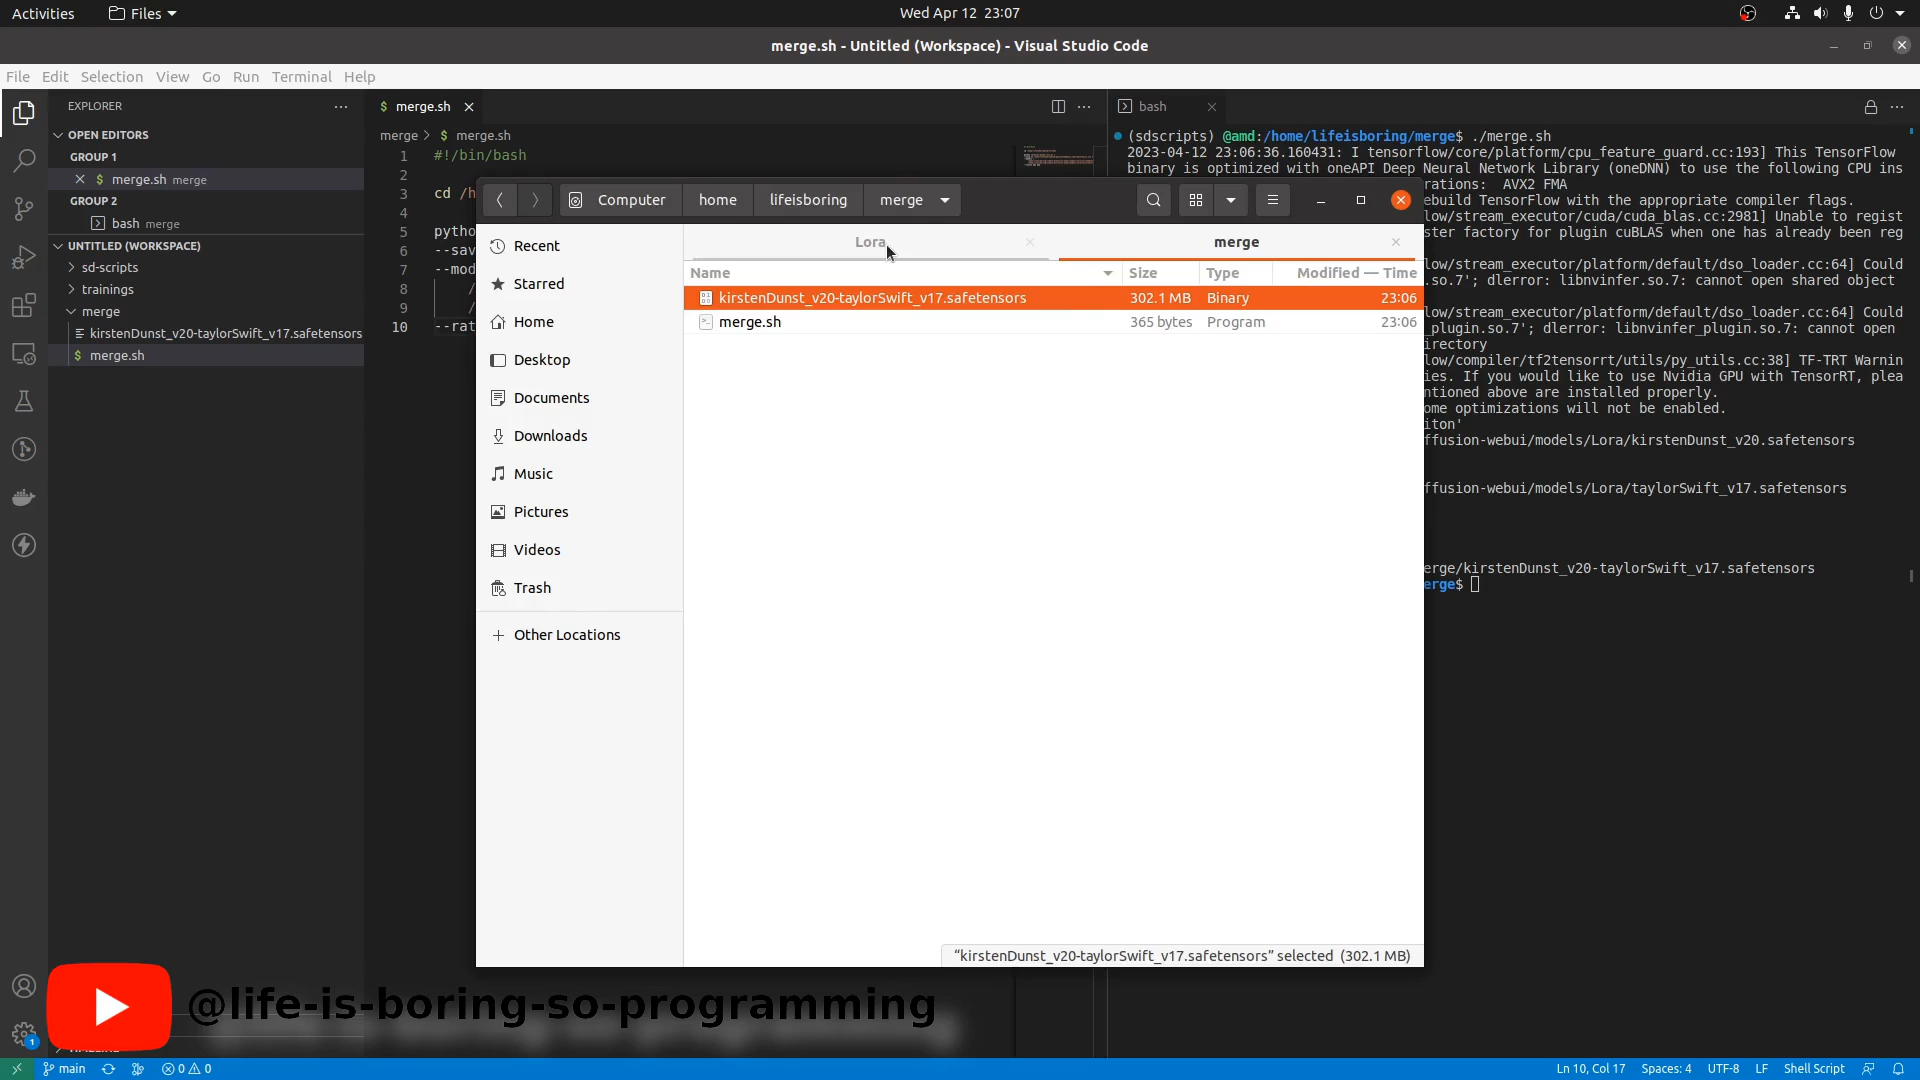 Activities
Files
Wed Apr 12 23:07
merge.sh - Untitled (Workspace) - Visual Studio Code
File Edit Selection View Go Run Terminal Help
EXPLORER
OPEN EDITORS
GROUP 1
merge.sh merge
GROUP 2
bash merge
UNTITLED (WORKSPACE)
sd-scripts
trainings
merge
kirstenDunst_v20-taylorSwift_v17.safetensors
merge.sh
$ merge.sh
merge > $ merge.sh
1 #!/bin/bash
2
3 cd /h
4
5 pytho
6 --sav
7 --mod
8 /
9 /
10 --rat
Computer home lifeisboring merge
Recent
Starred
Home
Desktop
Documents
Downloads
Music
Pictures
Videos
Trash
Other Locations
Lora
merge
Name Size Type Modified — Time
kirstenDunst_v20-taylorSwift_v17.safetensors 302.1 MB Binary 23:06
merge.sh 365 bytes Program 23:06
“kirstenDunst_v20-taylorSwift_v17.safetensors” selected (302.1 MB)
bash
(sdscripts) @amd:/home/lifeisboring/merge$ ./merge.sh
2023-04-12 23:06:36.160431: I tensorflow/core/platform/cpu_feature_guard.cc:193] This TensorFlow
binary is optimized with oneAPI Deep Neural Network Library (oneDNN) to use the following CPU ins
rations: AVX2 FMA
ebuild TensorFlow with the appropriate compiler flags.
low/stream_executor/cuda/cuda_blas.cc:2981] Unable to regist
ster factory for plugin cuBLAS when one has already been reg
low/stream_executor/platform/default/dso_loader.cc:64] Could
.so.7'; dlerror: libnvinfer.so.7: cannot open shared object
low/stream_executor/platform/default/dso_loader.cc:64] Could
_plugin.so.7'; dlerror: libnvinfer_plugin.so.7: cannot open
irectory
low/compiler/tf2tensorrt/utils/py_utils.cc:38] TF-TRT Warnin
ies. If you would like to use Nvidia GPU with TensorRT, plea
ntioned above are installed properly.
ome optimizations will not be enabled.
iton'
ffusion-webui/models/Lora/kirstenDunst_v20.safetensors
ffusion-webui/models/Lora/taylorSwift_v17.safetensors
erge/kirstenDunst_v20-taylorSwift_v17.safetensors
erge$
@life-is-boring-so-programming
1
main
0 0
Ln 10, Col 17
Spaces: 4
UTF-8
LF
Shell Script